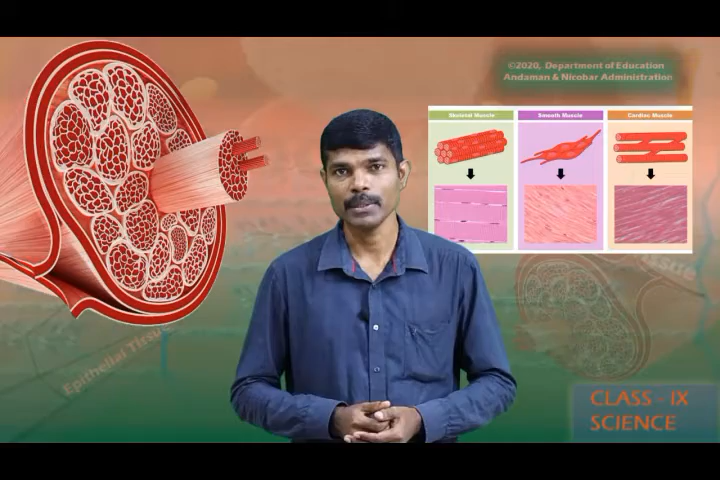 ©2020, Department of Education
Andaman & Nicobar Administration
Skeletal Muscle
Smooth Muscle
Cardiac Muscle
Epithelial Tissue
CLASS - IX
SCIENCE